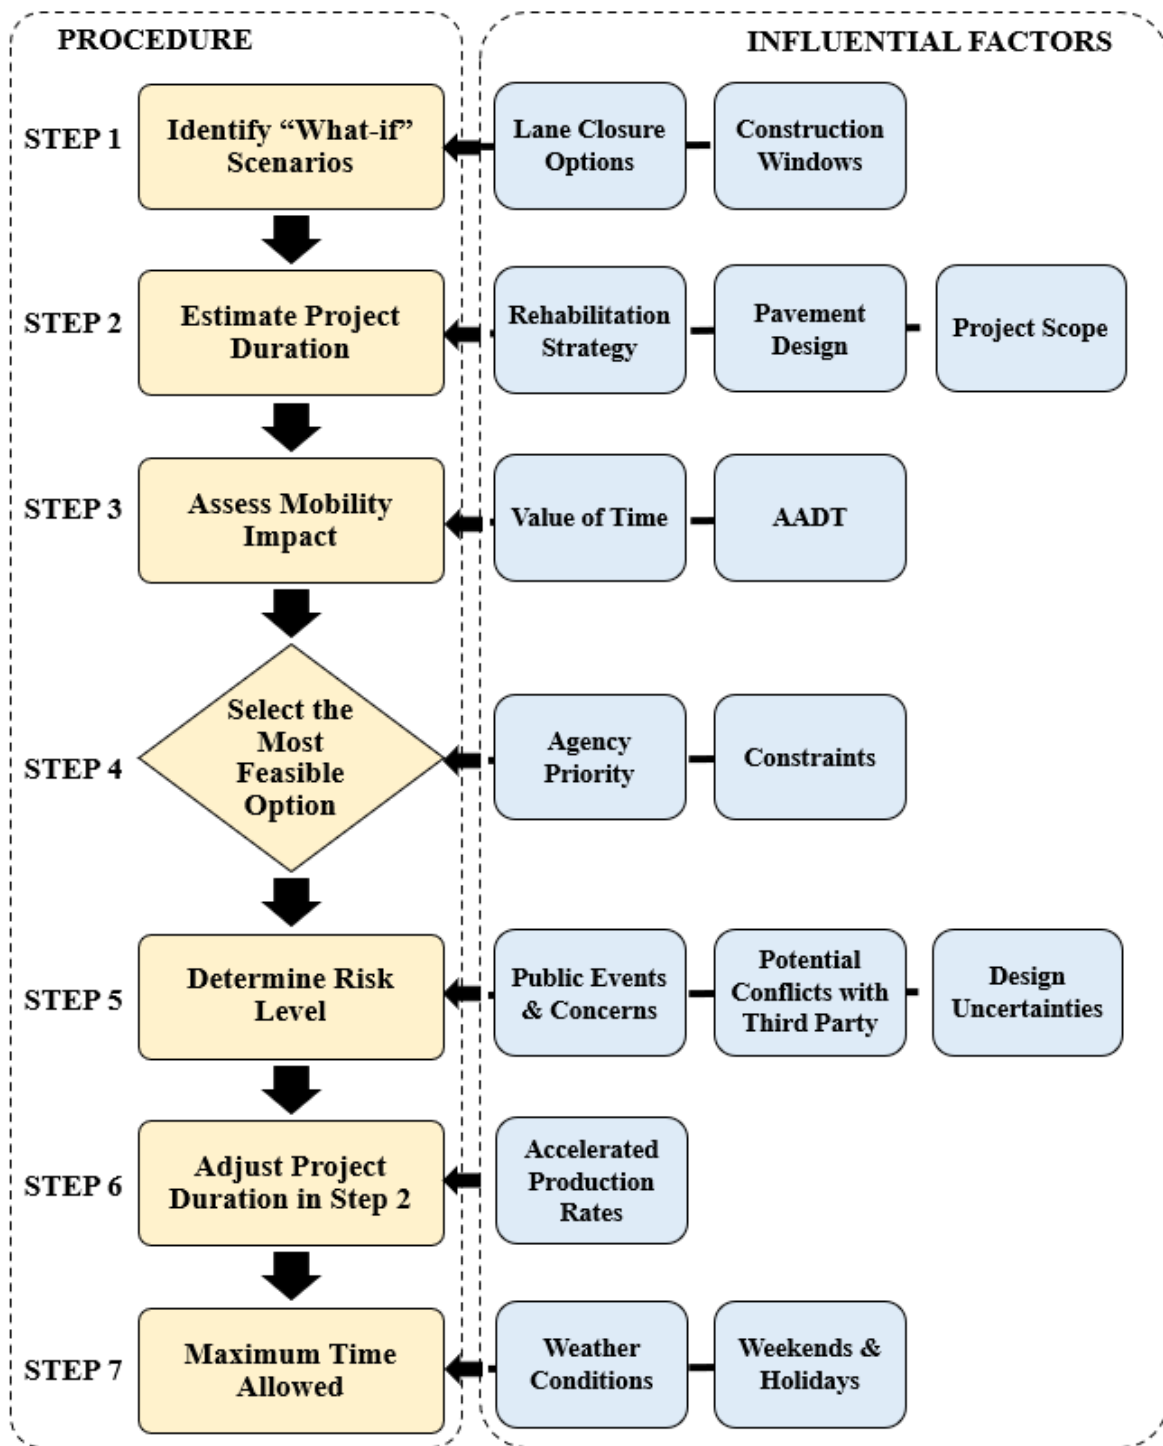 PROCEDURE
INFLUENTIAL FACTORS
STEP 1
Identify “What-if”
Scenarios
Lane Closure
Options
Construction
Windows
STEP 2
Estimate Project
Duration
Rehabilitation
Strategy
Pavement
Design
Project Scope
STEP 3
Assess Mobility
Impact
Value of Time
AADT
STEP 4
Select the
Most
Feasible
Option
Agency
Priority
Constraints
STEP 5
Determine Risk
Level
Public Events
& Concerns
Potential
Conflicts with
Third Party
Design
Uncertainties
STEP 6
Adjust Project
Duration in Step 2
Accelerated
Production
Rates
STEP 7
Maximum Time
Allowed
Weather
Conditions
Weekends &
Holidays